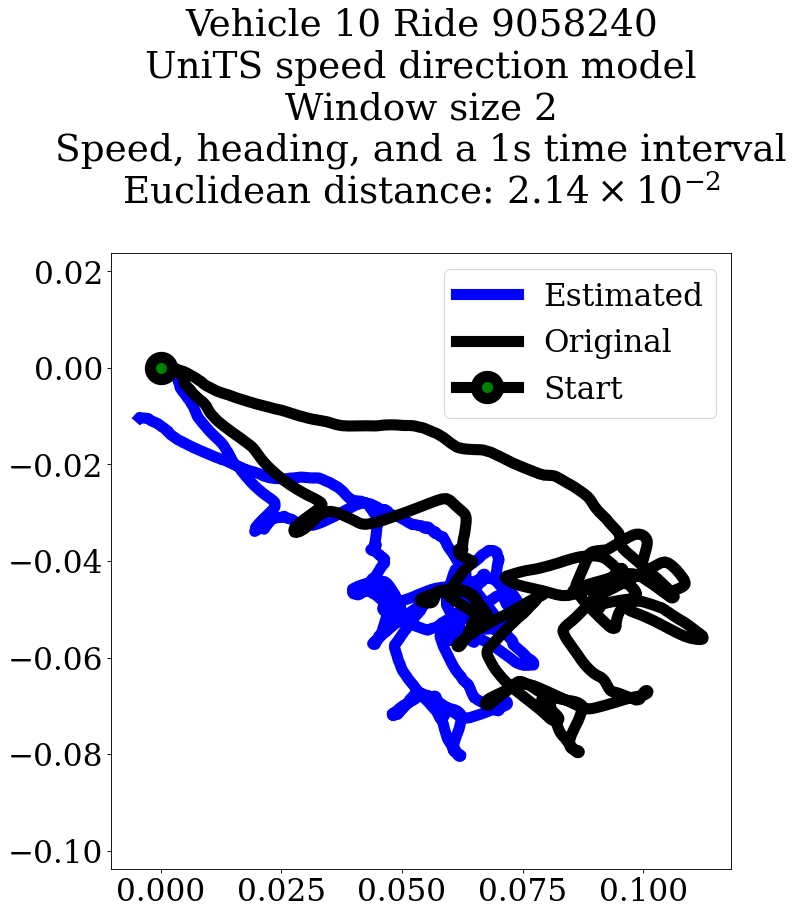 Vehicle 10 Ride 9058240
UniTS speed direction model
Window size 2
Speed, heading, and a 1s time interval
Euclidean distance: 2.14 × 10⁻²
Estimated
Original
Start
0.02
0.00
−0.02
−0.04
−0.06
−0.08
−0.10
0.000 0.025 0.050 0.075 0.100